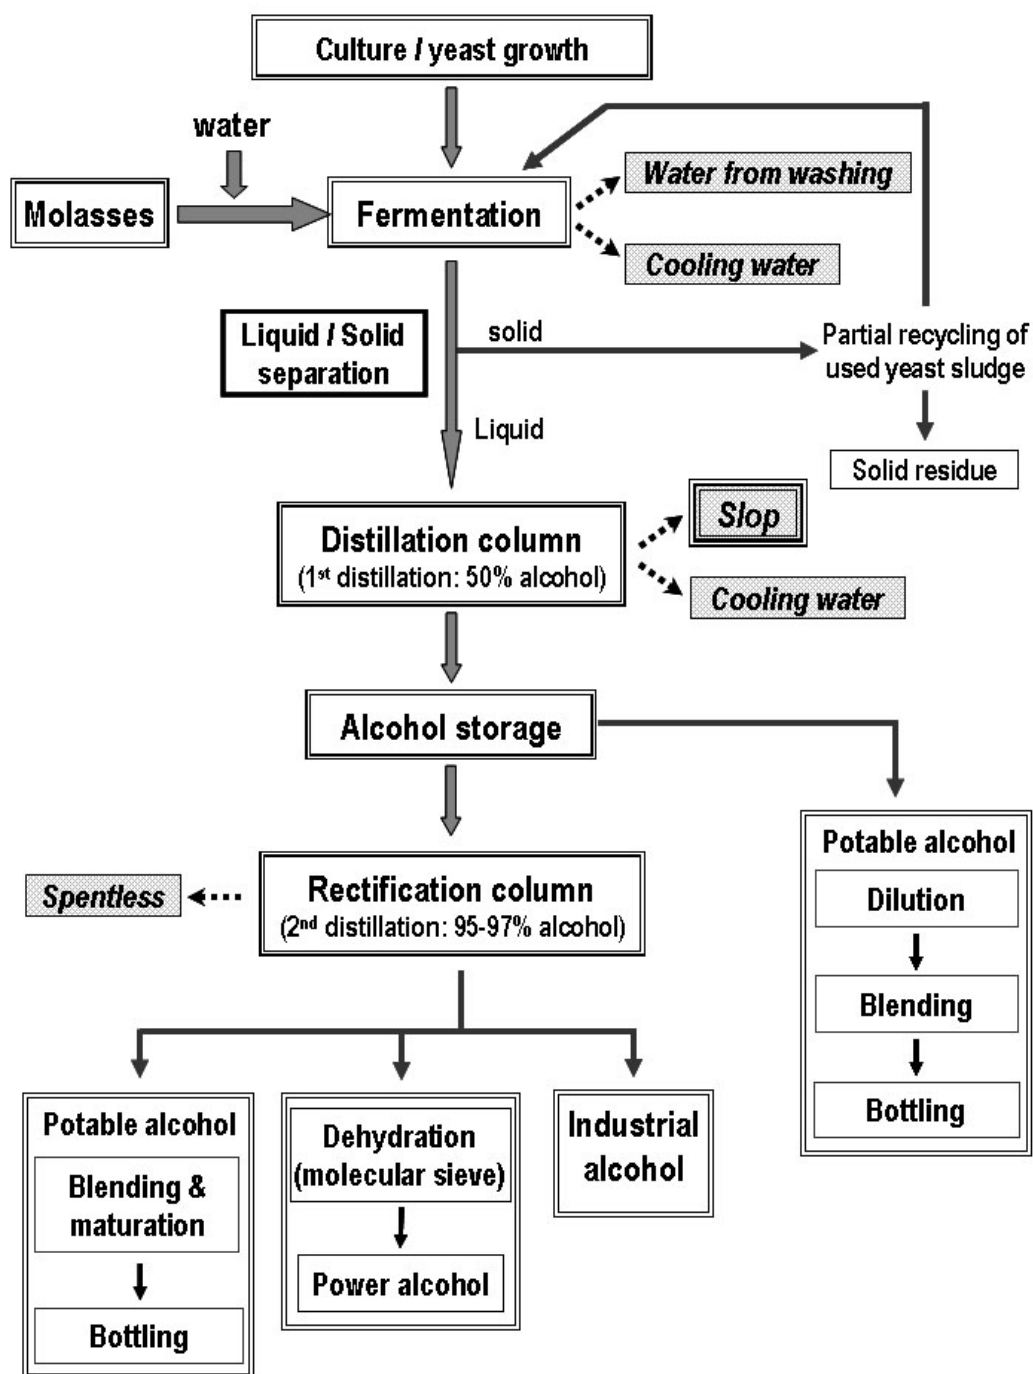 Culture / yeast growth
water
Molasses
Fermentation
Water from washing
Cooling water
Liquid / Solid
separation
solid
Partial recycling of
used yeast sludge
Liquid
Solid residue
Slop
Distillation column
(1st distillation: 50% alcohol)
Cooling water
Alcohol storage
Rectification column
(2nd distillation: 95-97% alcohol)
Spentless
Potable alcohol
Dilution
Blending
Bottling
Potable alcohol
Blending &
maturation
Bottling
Dehydration
(molecular sieve)
Power alcohol
Industrial
alcohol